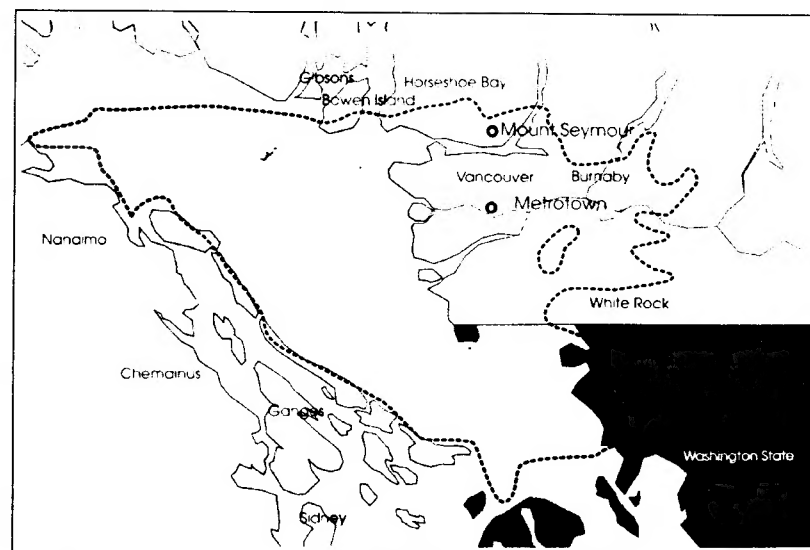 Gibsons
Horseshoe Bay
Bowen Island
Mount Seymour
Vancouver
Burnaby
Metrotown
Nanaimo
White Rock
Chemainus
Ganges
Washington State
Sidney